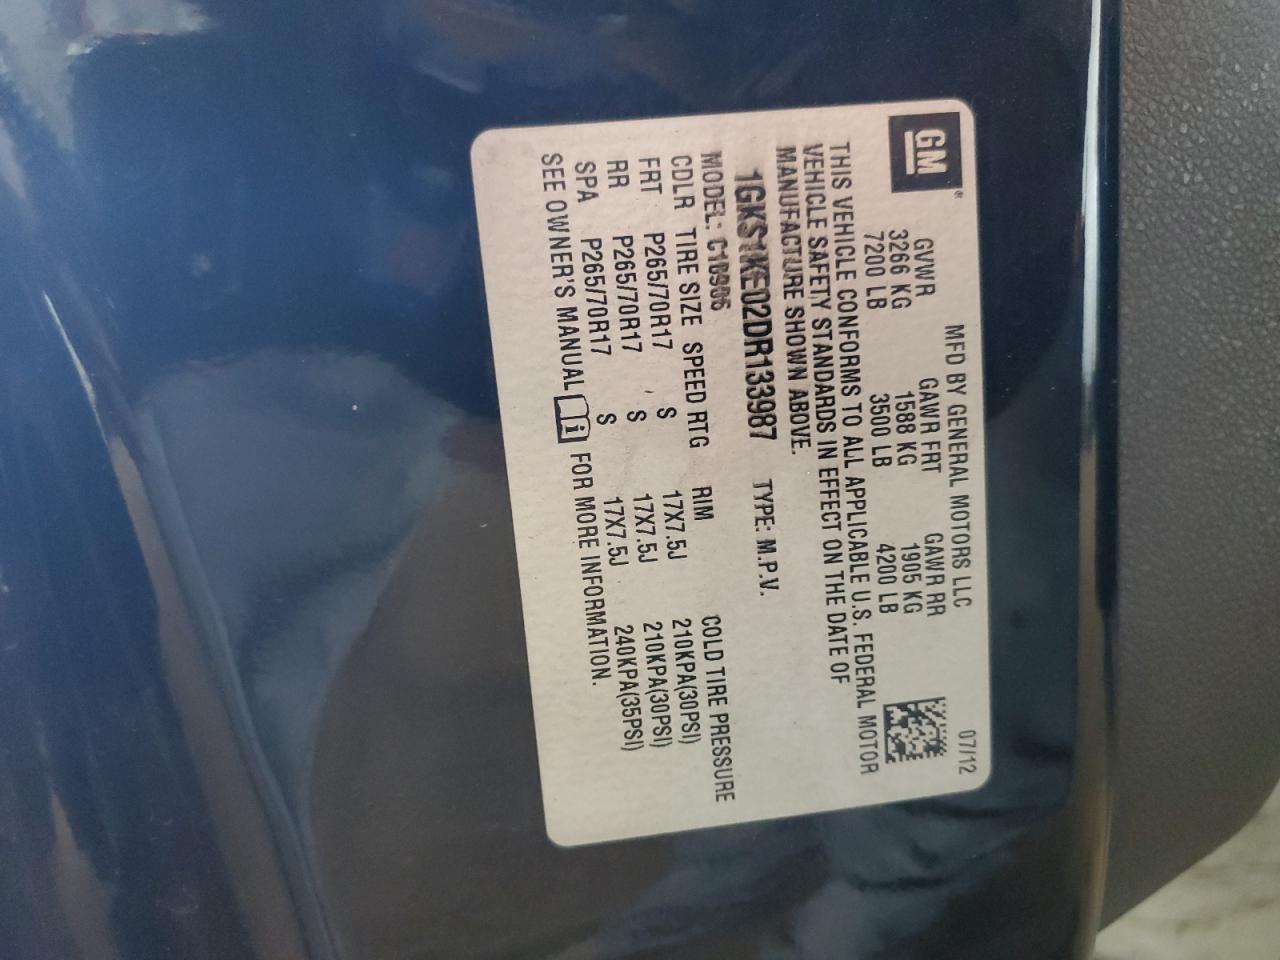 GM®
MFD BY GENERAL MOTORS LLC 07/12
GVWR GAWR FRT GAWR RR
3266 KG 1588 KG 1905 KG
7200 LB 3500 LB 4200 LB
THIS VEHICLE CONFORMS TO ALL APPLICABLE U.S. FEDERAL MOTOR
VEHICLE SAFETY STANDARDS IN EFFECT ON THE DATE OF
MANUFACTURE SHOWN ABOVE.
1GKS1KE02DR133987 TYPE: M.P.V.
MODEL: C10906
CDLR TIRE SIZE SPEED RTG RIM COLD TIRE PRESSURE
FRT P265/70R17 S 17X7.5J 210KPA(30PSI)
RR P265/70R17 S 17X7.5J 210KPA(30PSI)
SPA P265/70R17 S 17X7.5J 240KPA(35PSI)
SEE OWNER'S MANUAL i FOR MORE INFORMATION.